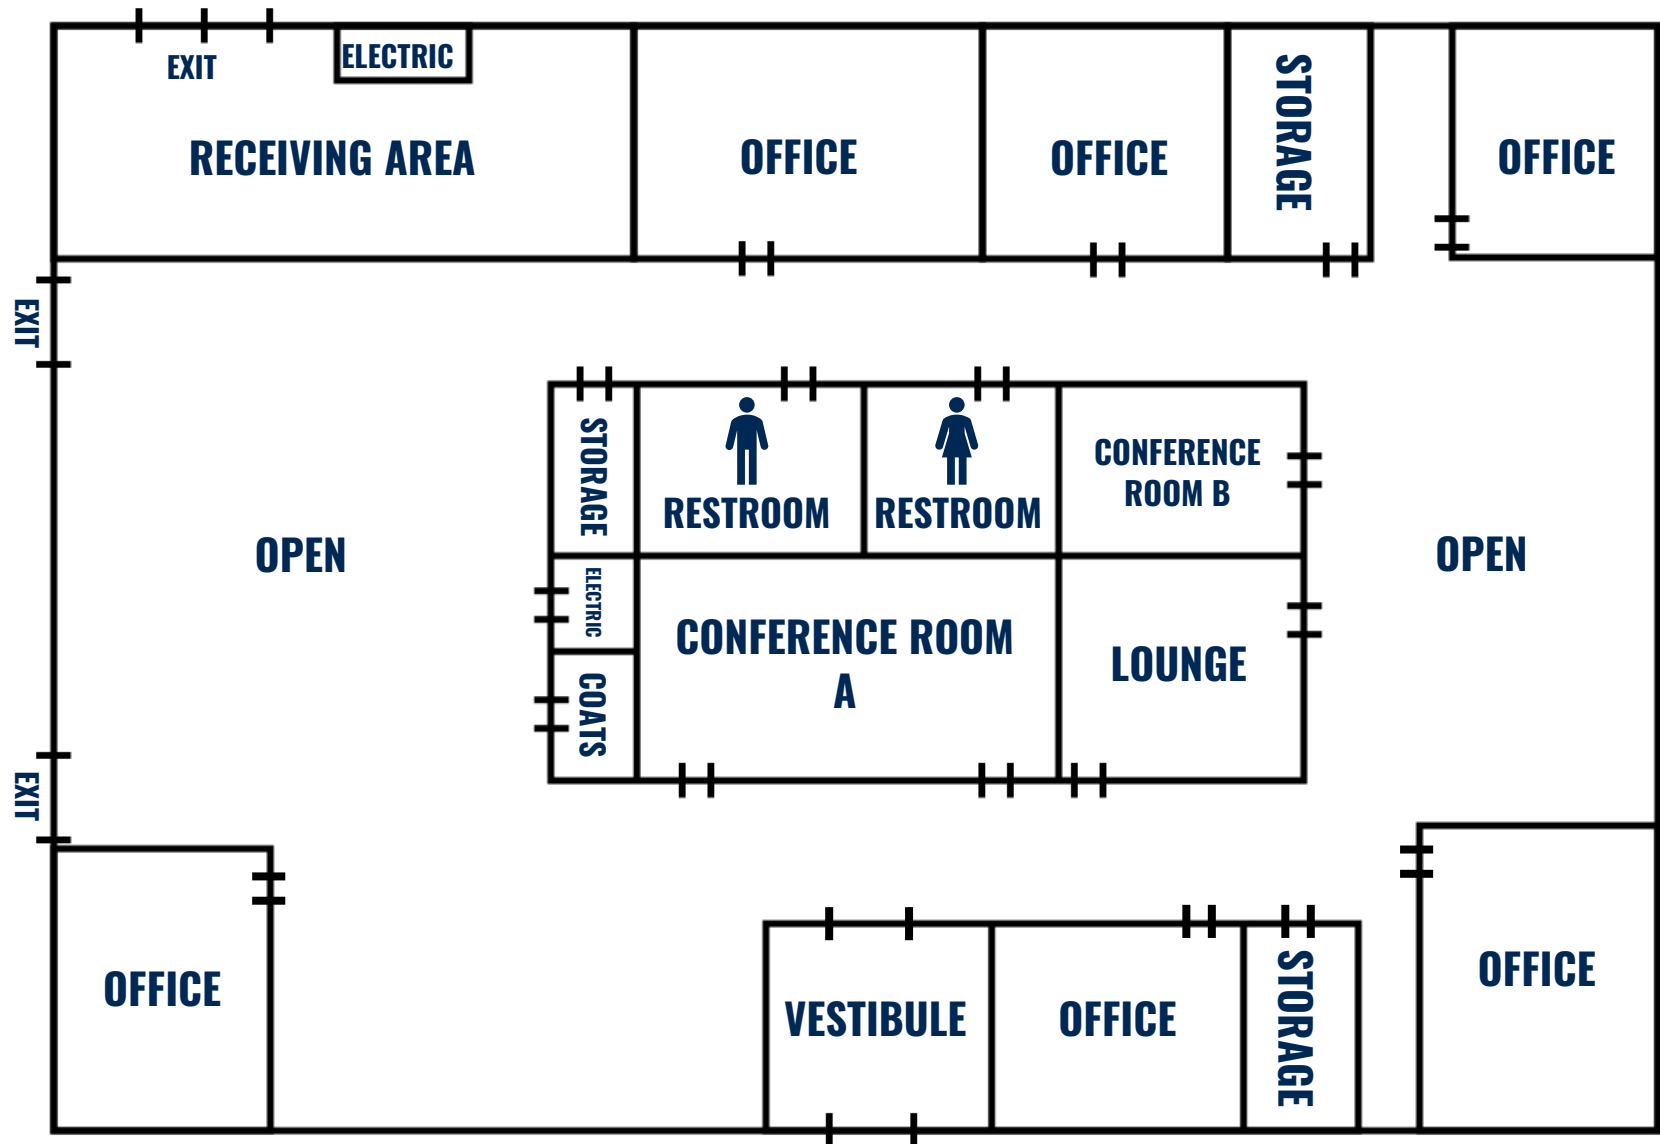 EXIT
ELECTRIC
RECEIVING AREA
OFFICE
OFFICE
STORAGE
OFFICE
EXIT
STORAGE
RESTROOM
RESTROOM
CONFERENCE
ROOM B
OPEN
ELECTRIC
CONFERENCE ROOM
A
LOUNGE
OPEN
COATS
EXIT
OFFICE
VESTIBULE
OFFICE
STORAGE
OFFICE